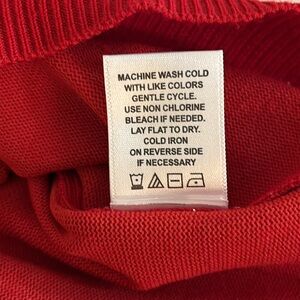 MACHINE WASH COLD
WITH LIKE COLORS
GENTLE CYCLE.
USE NON CHLORINE
BLEACH IF NEEDED.
LAY FLAT TO DRY.
COLD IRON
ON REVERSE SIDE
IF NECESSARY